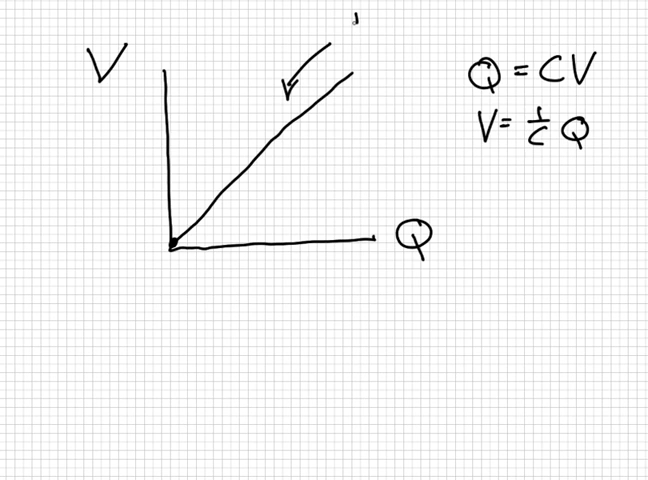 V
Q = CV
V = 1/C Q
Q